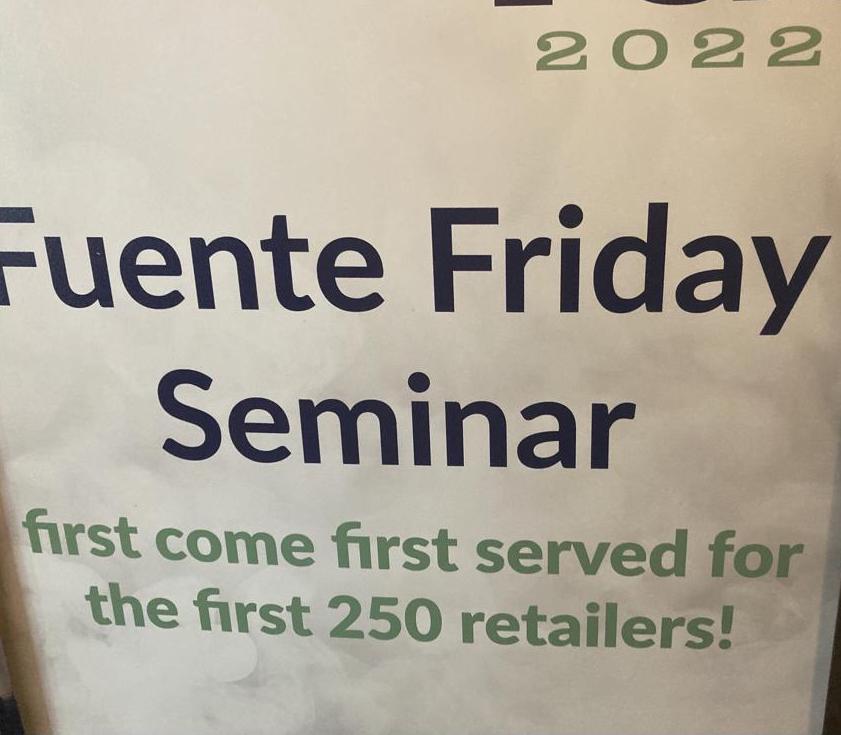 2022
Fuente Friday
Seminar
first come first served for
the first 250 retailers!